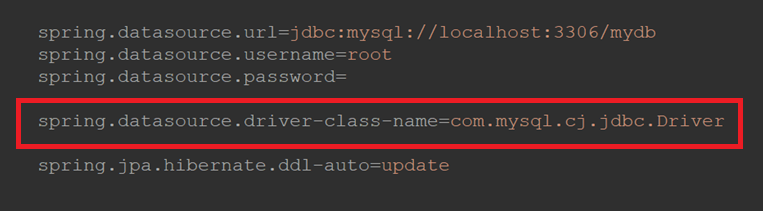 spring.datasource.url=jdbc:mysql://localhost:3306/mydb
spring.datasource.username=root
spring.datasource.password=
spring.datasource.driver-class-name=com.mysql.cj.jdbc.Driver
spring.jpa.hibernate.ddl-auto=update